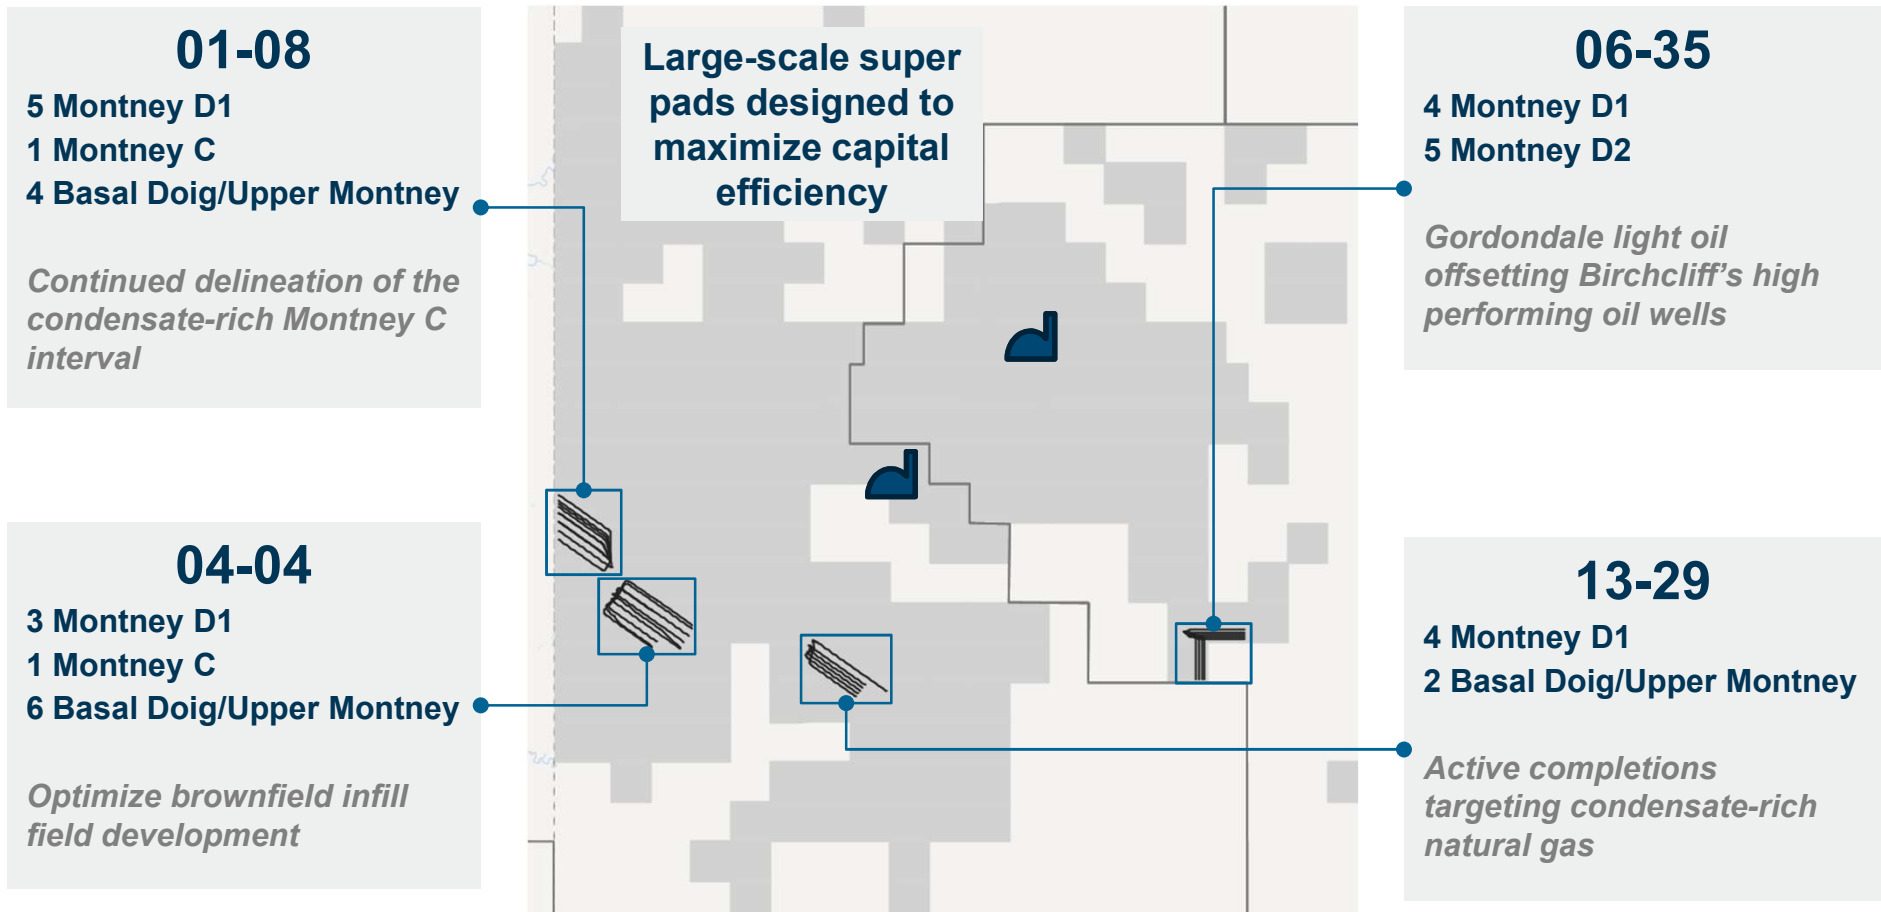 01-08
5 Montney D1
1 Montney C
4 Basal Doig/Upper Montney
Continued delineation of the
condensate-rich Montney C
interval
04-04
3 Montney D1
1 Montney C
6 Basal Doig/Upper Montney
Optimize brownfield infill
field development
Large-scale super
pads designed to
maximize capital
efficiency
06-35
4 Montney D1
5 Montney D2
Gordondale light oil
offsetting Birchcliff’s high
performing oil wells
13-29
4 Montney D1
2 Basal Doig/Upper Montney
Active completions
targeting condensate-rich
natural gas